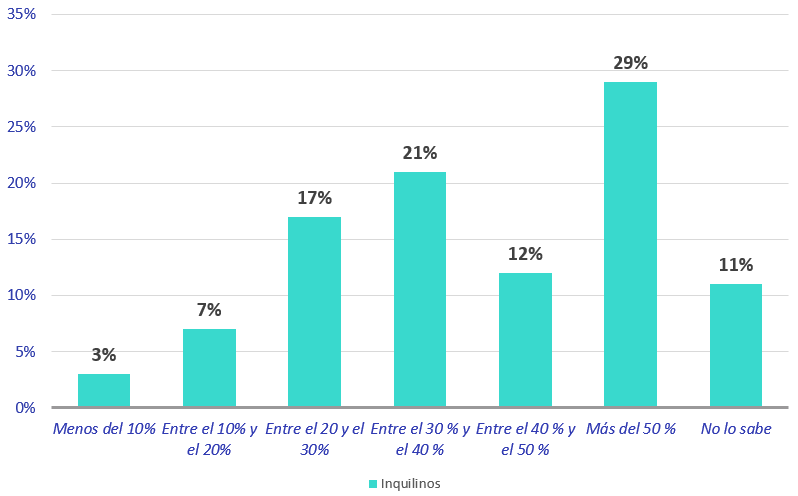 35%
30%
25%
20%
15%
10%
5%
0%
3%
7%
17%
21%
12%
29%
11%
Menos del 10%
Entre el 10% y
el 20%
Entre el 20 y el
30%
Entre el 30 % y
el 40 %
Entre el 40 % y
el 50 %
Más del 50 %
No lo sabe
Inquilinos